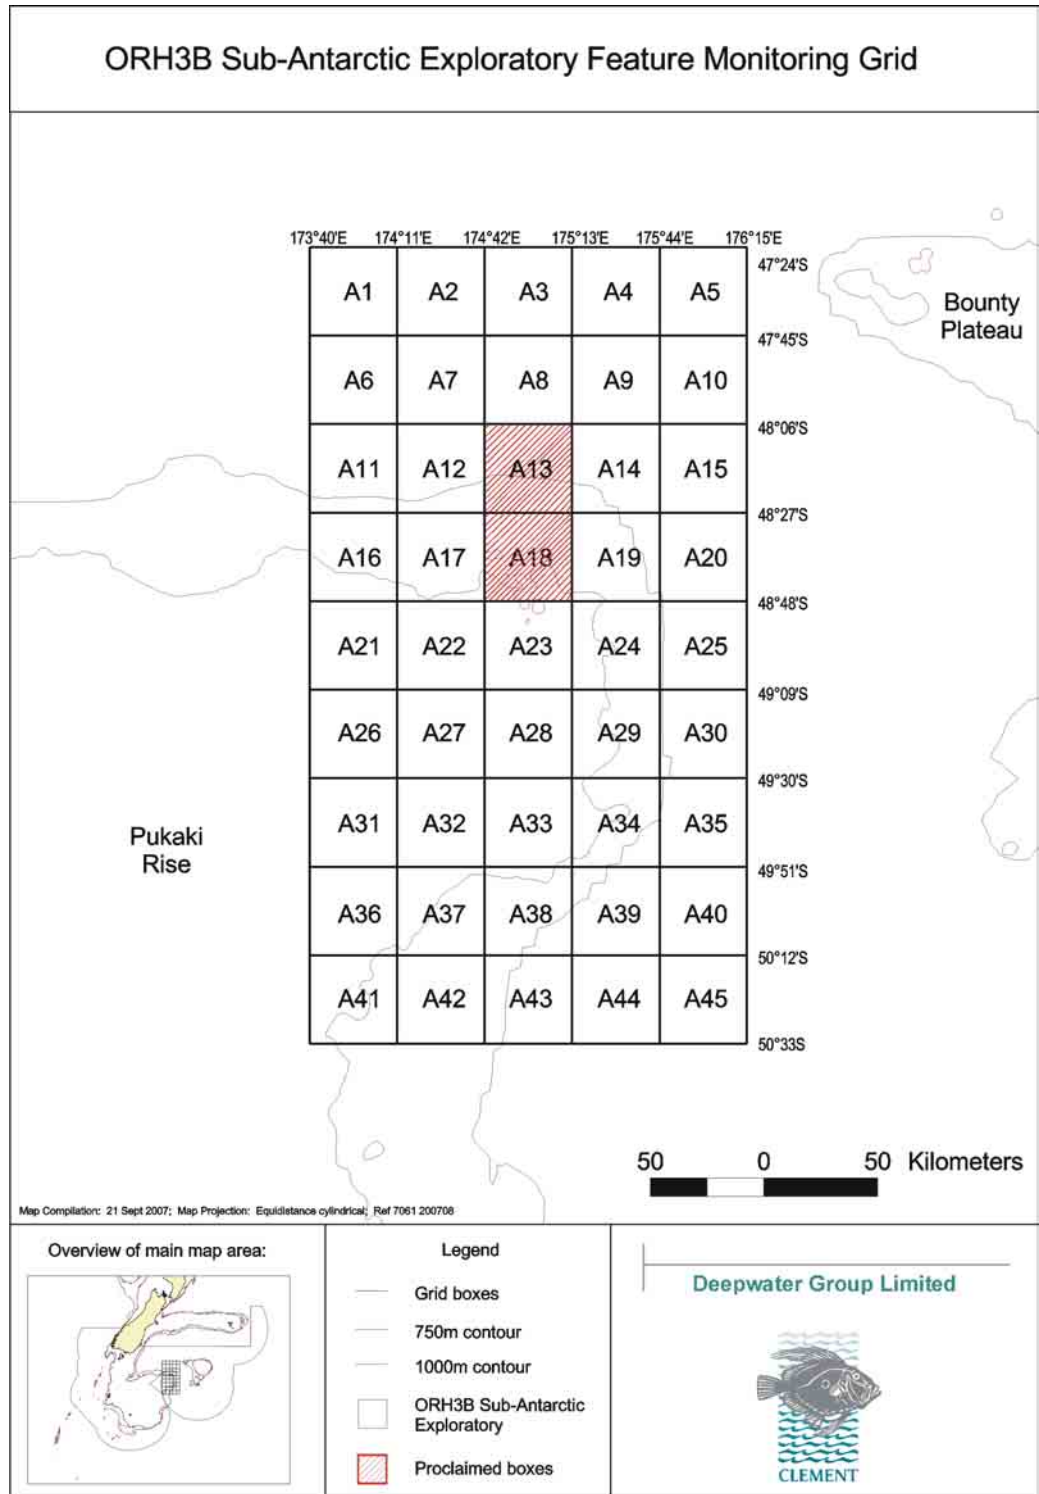 ORH3B Sub-Antarctic Exploratory Feature Monitoring Grid
173°40'E 174°11'E 174°42'E 175°13'E 175°44'E 176°15'E
47°24'S
A1 A2 A3 A4 A5
Bounty
Plateau
47°45'S
A6 A7 A8 A9 A10
48°06'S
A11 A12 A13 A14 A15
48°27'S
A16 A17 A18 A19 A20
48°48'S
A21 A22 A23 A24 A25
49°09'S
A26 A27 A28 A29 A30
49°30'S
A31 A32 A33 A34 A35
Pukaki
Rise
49°51'S
A36 A37 A38 A39 A40
50°12'S
A41 A42 A43 A44 A45
50°33S
50 0 50 Kilometers
Map Compilation: 21 Sept 2007; Map Projection: Equidistance cylindrical; Ref 7061 200708
Overview of main map area:
Legend
Grid boxes
750m contour
1000m contour
ORH3B Sub-Antarctic
Exploratory
Proclaimed boxes
Deepwater Group Limited
CLEMENT